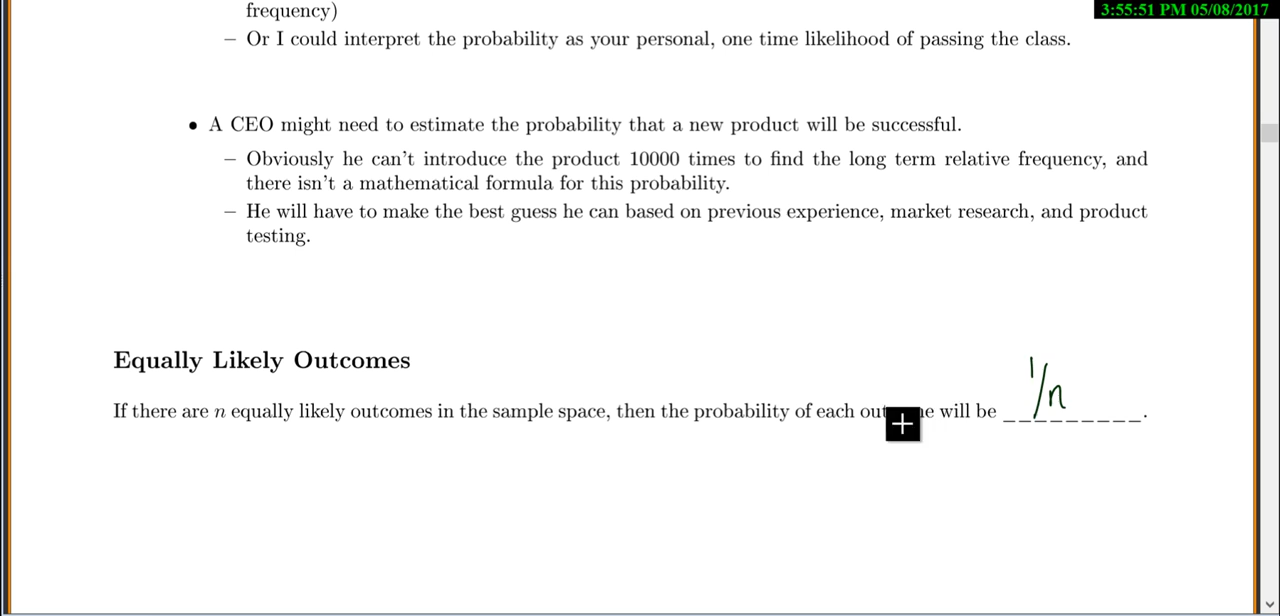 3:55:51 PM 05/08/2017
frequency)
– Or I could interpret the probability as your personal, one time likelihood of passing the class.
• A CEO might need to estimate the probability that a new product will be successful.
– Obviously he can't introduce the product 10000 times to find the long term relative frequency, and
there isn't a mathematical formula for this probability.
– He will have to make the best guess he can based on previous experience, market research, and product
testing.
Equally Likely Outcomes
If there are n equally likely outcomes in the sample space, then the probability of each will be 1/n.